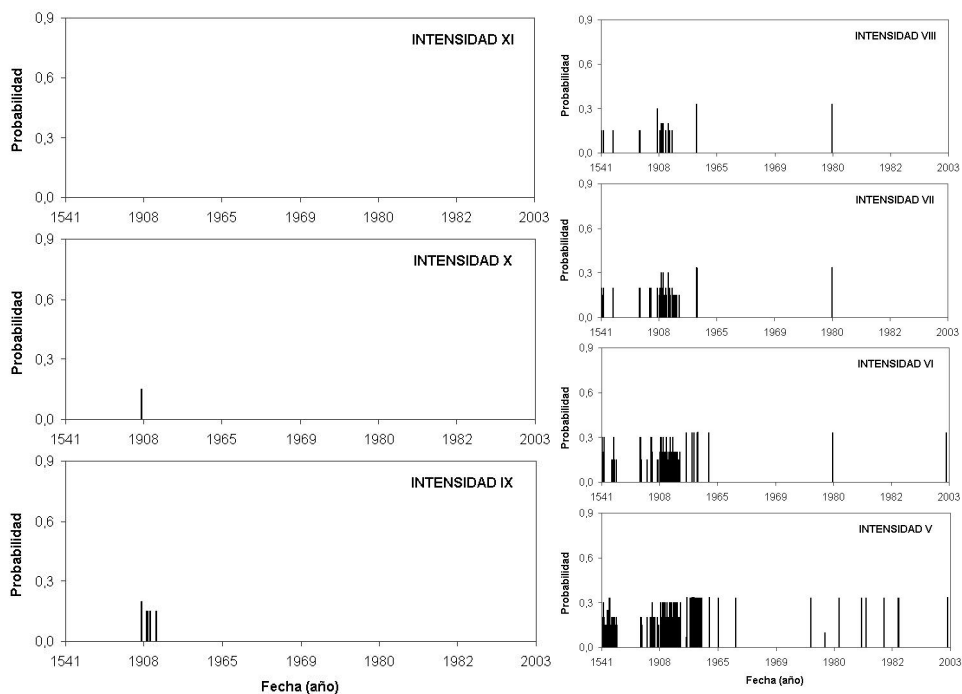 INTENSIDAD XI
Probabilidad
0,9
0,6
0,3
0,0
1541 1908 1965 1969 1980 1982 2003
INTENSIDAD X
Probabilidad
0,9
0,6
0,3
0,0
1541 1908 1965 1969 1980 1982 2003
INTENSIDAD IX
Probabilidad
0,9
0,6
0,3
0,0
1541 1908 1965 1969 1980 1982 2003
Fecha (año)
INTENSIDAD VIII
Probabilidad
0,9
0,6
0,3
0,0
1541 1908 1965 1969 1980 1982 2003
INTENSIDAD VII
Probabilidad
0,9
0,6
0,3
0,0
1541 1908 1965 1969 1980 1982 2003
INTENSIDAD VI
Probabilidad
0,9
0,6
0,3
0,0
1541 1908 1965 1969 1980 1982 2003
INTENSIDAD V
Probabilidad
0,9
0,6
0,3
0,0
1541 1908 1965 1969 1980 1982 2003
Fecha (año)